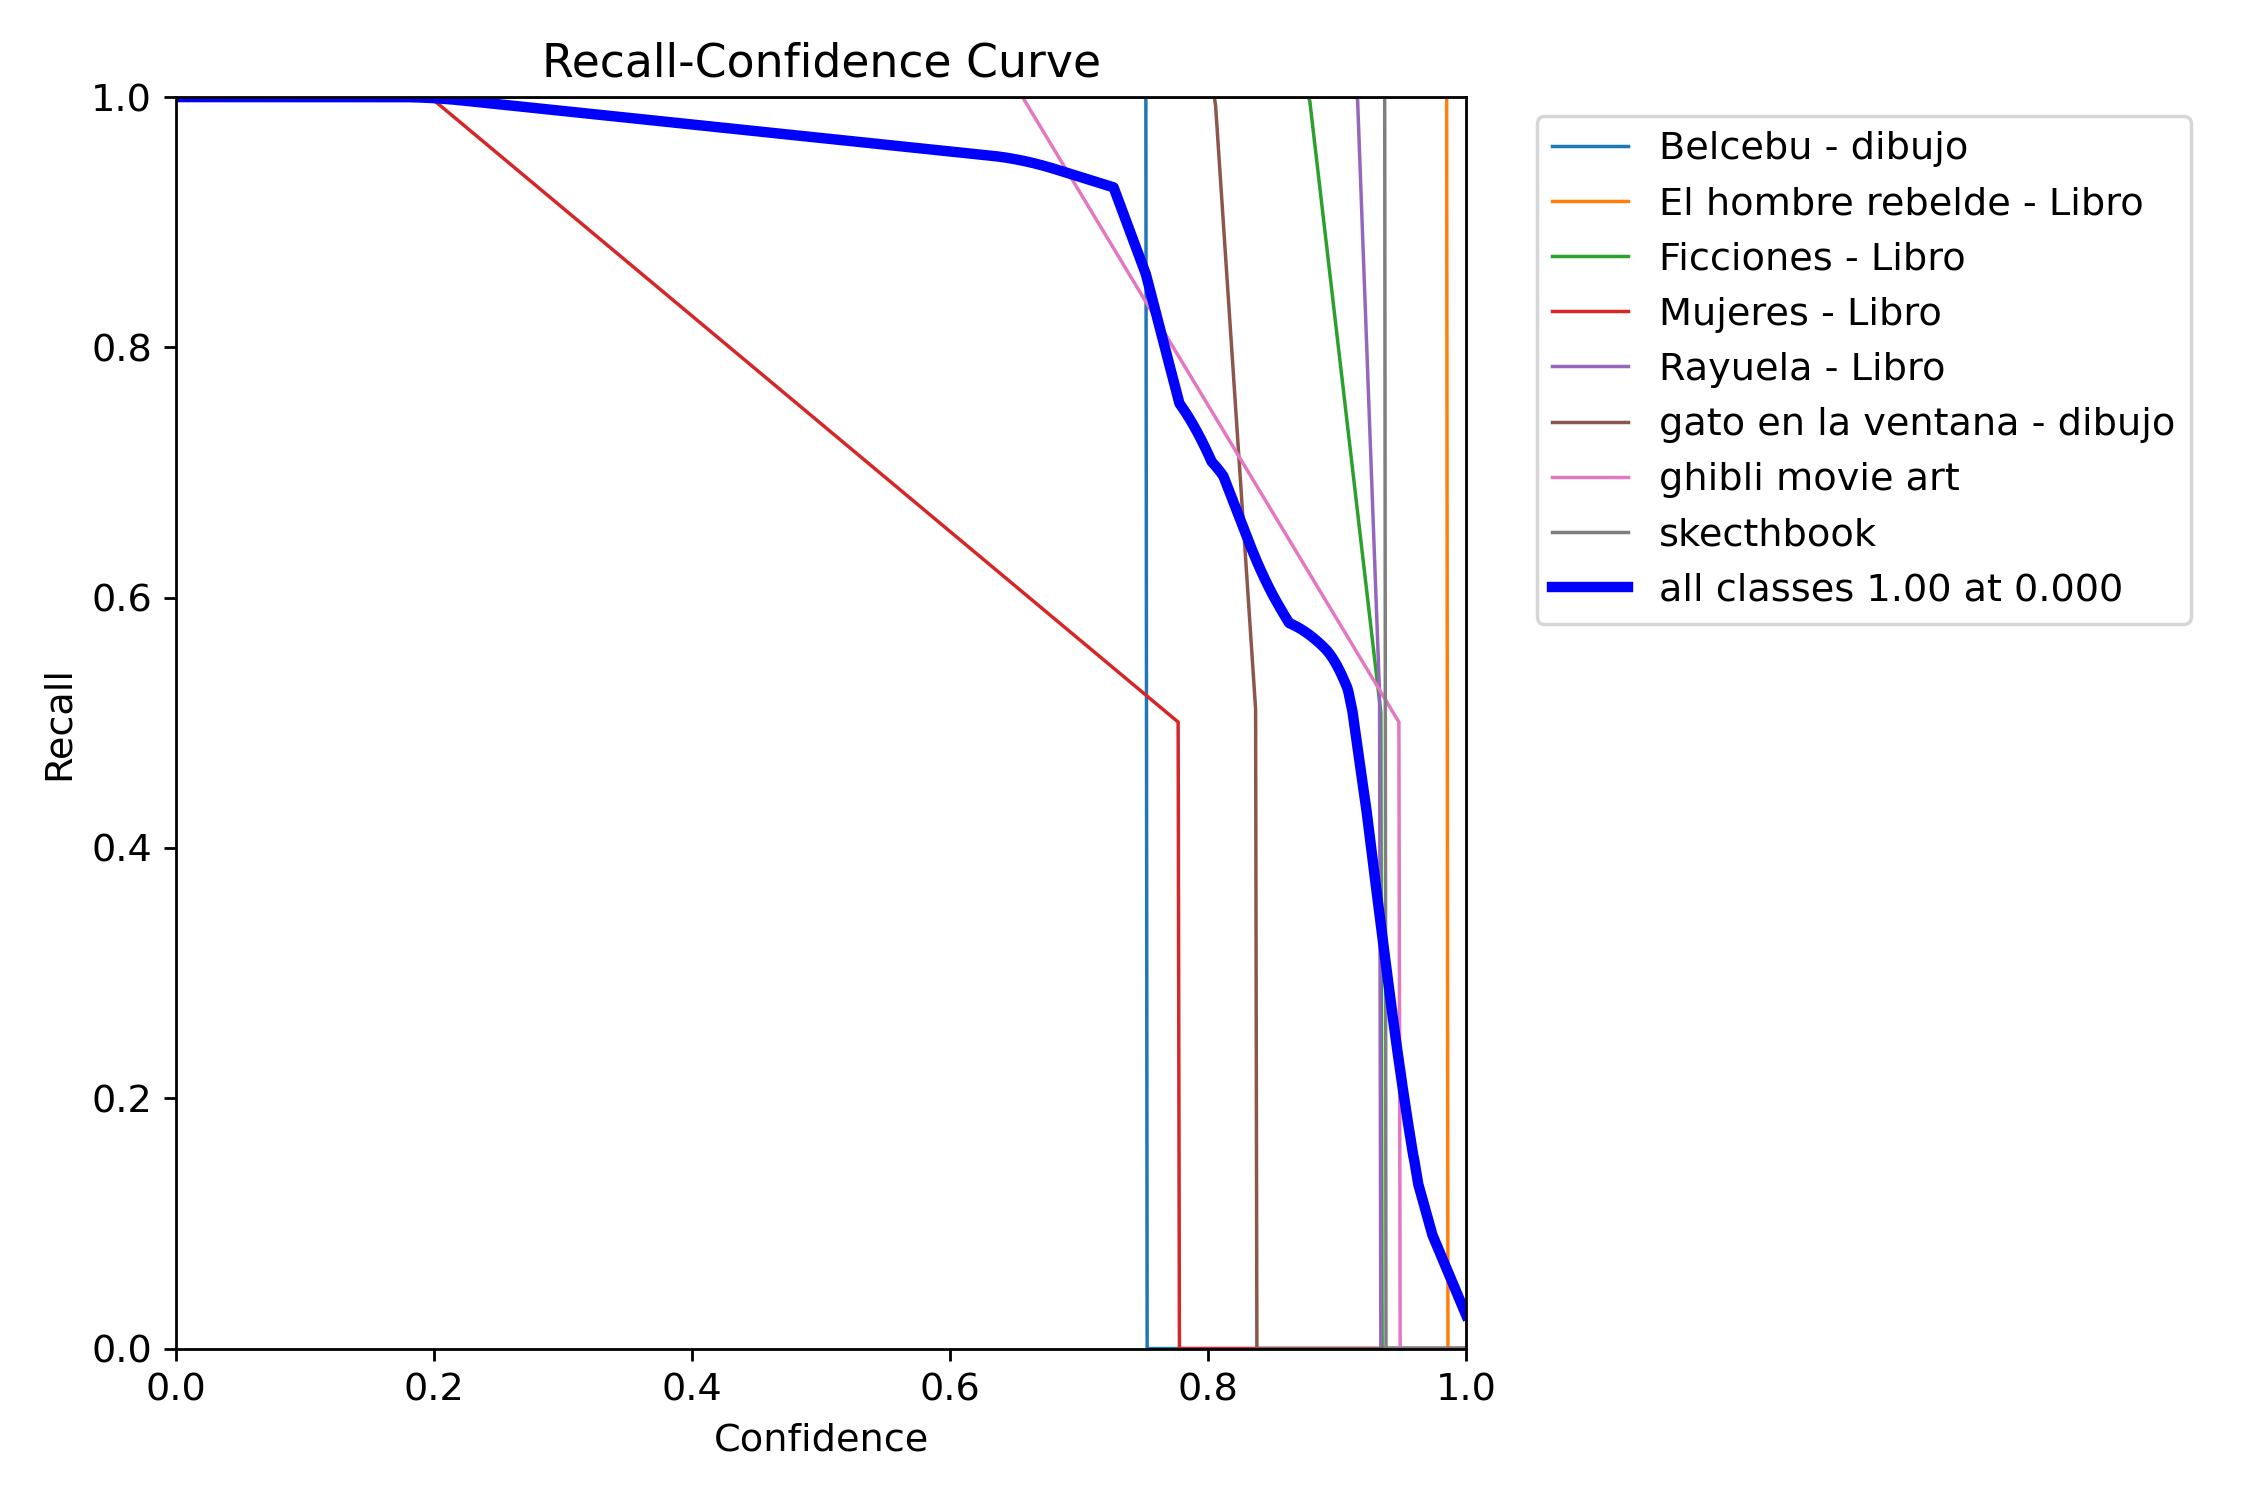 Recall-Confidence Curve
1.0
0.8
0.6
0.4
0.2
0.0
Recall
0.0 0.2 0.4 0.6 0.8 1.0
Confidence
Belcebu - dibujo
El hombre rebelde - Libro
Ficciones - Libro
Mujeres - Libro
Rayuela - Libro
gato en la ventana - dibujo
ghibli movie art
skecthbook
all classes 1.00 at 0.000